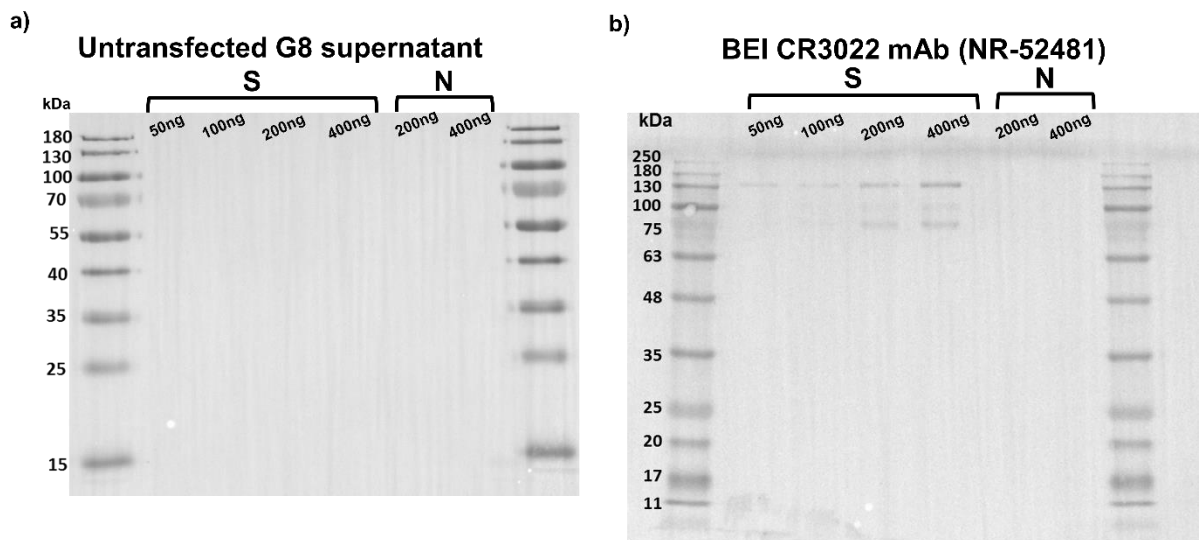 a)
Untransfected G8 supernatant
S N
kDa
50ng 100ng 200ng 400ng 200ng 400ng
180
130
100
70
55
40
35
25
15
b)
BEI CR3022 mAb (NR-52481)
S N
kDa
50ng 100ng 200ng 400ng 200ng 400ng
250
180
130
100
75
63
48
35
25
20
17
11